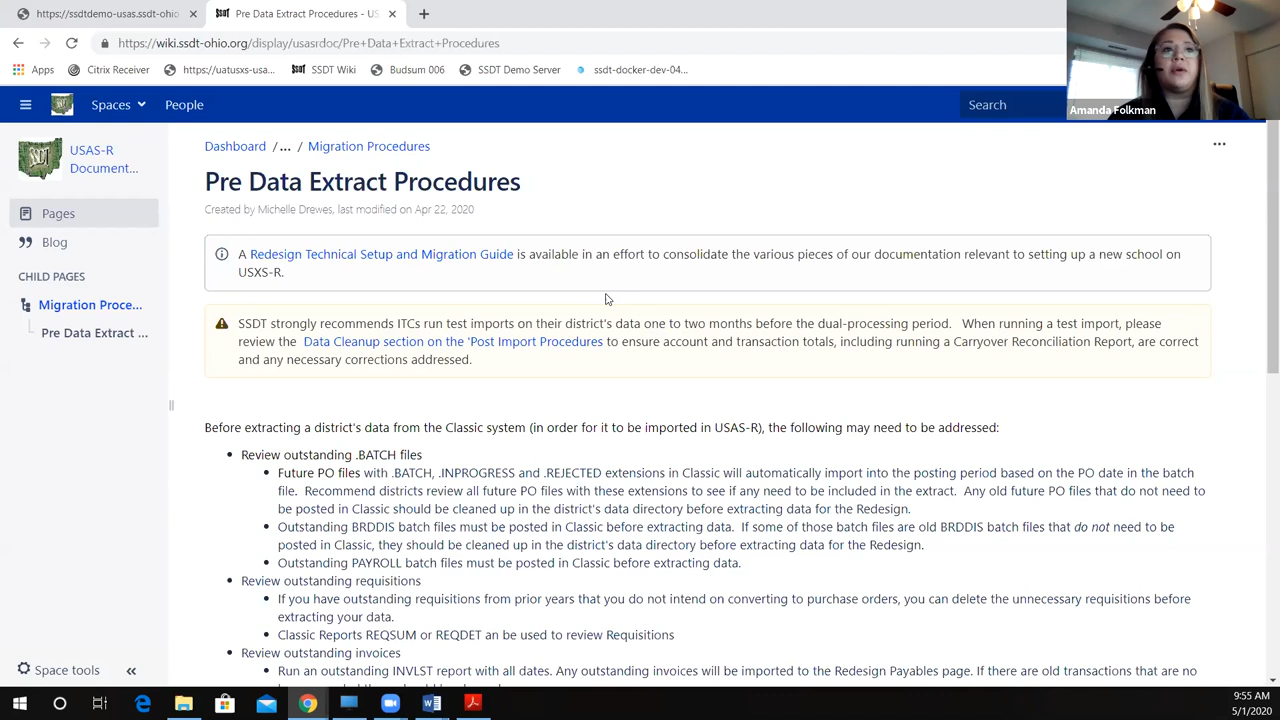 https://ssdtdemo-usas.ssdt-ohio
Pre Data Extract Procedures - US
https://wiki.ssdt-ohio.org/display/usasrdoc/Pre+Data+Extract+Procedures
Apps Citrix Receiver https://uatusxs-usa... SSDT Wiki Budsum 006 SSDT Demo Server ssdt-docker-dev-04...
Amanda Folkman
Spaces People Search
USAS-R
Document...
Pages
Blog
CHILD PAGES
Migration Proce...
Pre Data Extract ...
Space tools
Dashboard /... / Migration Procedures
Pre Data Extract Procedures
Created by Michelle Drewes, last modified on Apr 22, 2020
A Redesign Technical Setup and Migration Guide is available in an effort to consolidate the various pieces of our documentation relevant to setting up a new school on
USXS-R.
SSDT strongly recommends ITCs run test imports on their district's data one to two months before the dual-processing period. When running a test import, please
review the Data Cleanup section on the 'Post Import Procedures to ensure account and transaction totals, including running a Carryover Reconciliation Report, are correct
and any necessary corrections addressed.
Before extracting a district's data from the Classic system (in order for it to be imported in USAS-R), the following may need to be addressed:
Review outstanding .BATCH files
Future PO files with .BATCH, .INPROGRESS and .REJECTED extensions in Classic will automatically import into the posting period based on the PO date in the batch
file. Recommend districts review all future PO files with these extensions to see if any need to be included in the extract. Any old future PO files that do not need to
be posted in Classic should be cleaned up in the district's data directory before extracting data for the Redesign.
Outstanding BRDDIS batch files must be posted in Classic before extracting data. If some of those batch files are old BRDDIS batch files that do not need to be
posted in Classic, they should be cleaned up in the district's data directory before extracting data for the Redesign.
Outstanding PAYROLL batch files must be posted in Classic before extracting data.
Review outstanding requisitions
If you have outstanding requisitions from prior years that you do not intend on converting to purchase orders, you can delete the unnecessary requisitions before
extracting your data.
Classic Reports REQSUM or REQDET an be used to review Requisitions
Review outstanding invoices
Run an outstanding INVLST report with all dates. Any outstanding invoices will be imported to the Redesign Payables page. If there are old transactions that are no
9:55 AM
5/1/2020